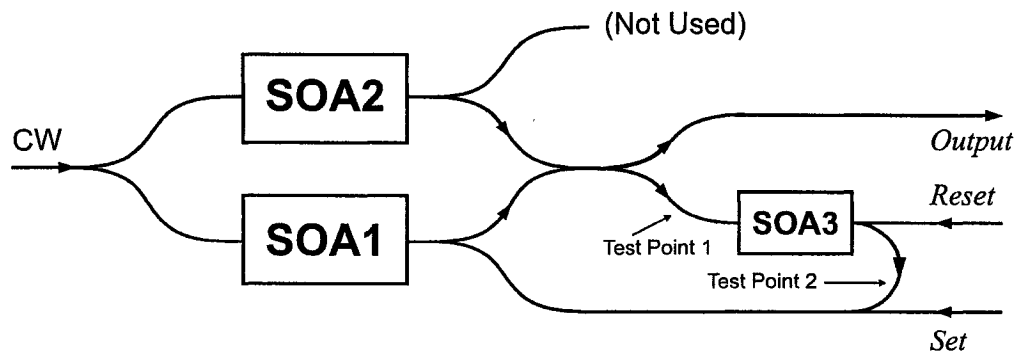 (Not Used)
SOA2
CW
Output
Reset
SOA3
SOA1
Test Point 1
Test Point 2
Set